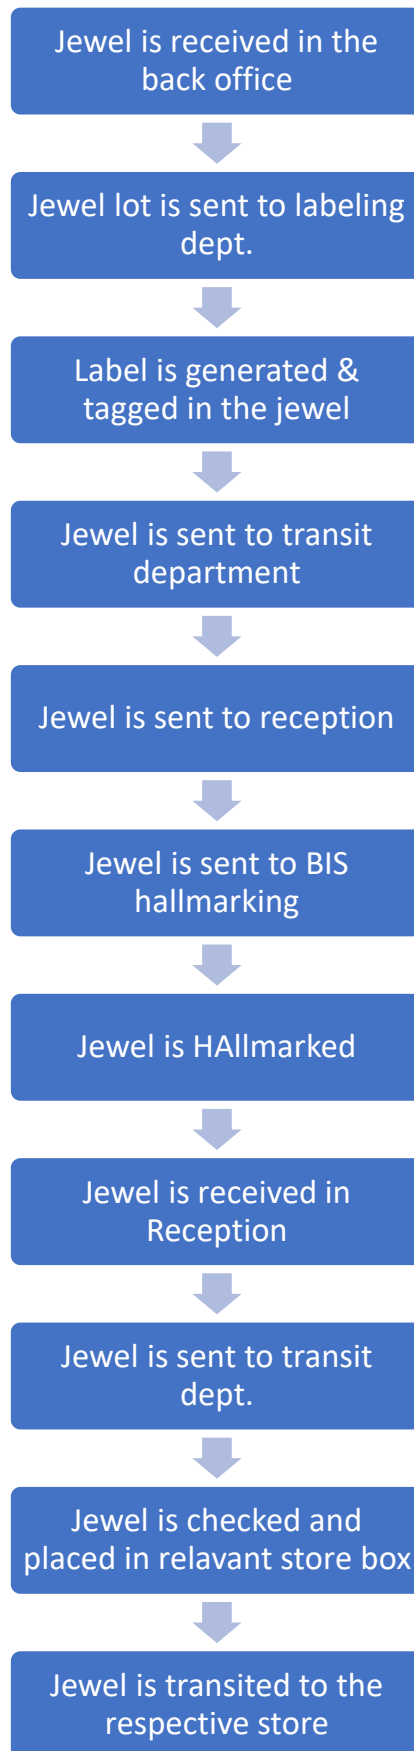 Jewel is received in the
back office
Jewel lot is sent to labeling
dept.
Label is generated &
tagged in the jewel
Jewel is sent to transit
department
Jewel is sent to reception
Jewel is sent to BIS
hallmarking
Jewel is HAllmarked
Jewel is received in
Reception
Jewel is sent to transit
dept.
Jewel is checked and
placed in relavant store box
Jewel is transited to the
respective store